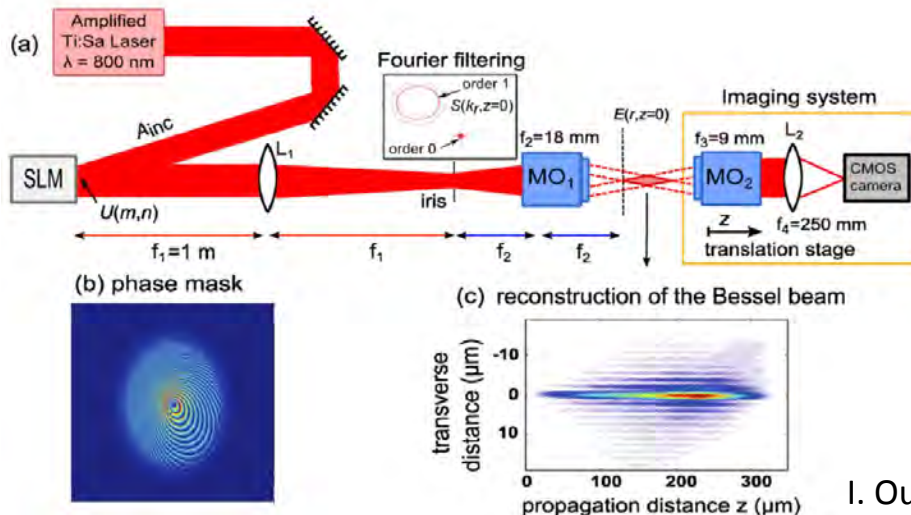 (a)
Amplified
Ti:Sa Laser
λ = 800 nm
Fourier filtering
order 1
S(kr,z=0)
order 0
Ainc
L1
SLM
U(m,n)
iris
f2=18 mm
MO1
E(r,z=0)
Imaging system
f3=9 mm
MO2
L2
CMOS
camera
z
f4=250 mm
translation stage
f1=1 m
f1
f2
f2
(b) phase mask
(c) reconstruction of the Bessel beam
transverse
distance (µm)
-10
0
10
0
100
200
300
propagation distance z (µm)
I. Ou